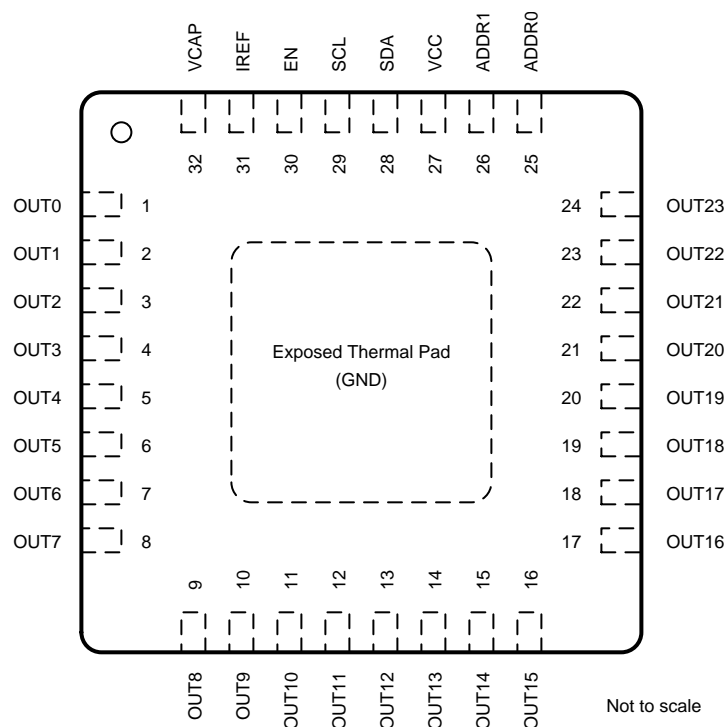 VCAP
IREF
EN
SCL
SDA
VCC
ADDR1
ADDR0
32
31
30
29
28
27
26
25
OUT0 1
OUT1 2
OUT2 3
OUT3 4
OUT4 5
OUT5 6
OUT6 7
OUT7 8
Exposed Thermal Pad
(GND)
24 OUT23
23 OUT22
22 OUT21
21 OUT20
20 OUT19
19 OUT18
18 OUT17
17 OUT16
9
10
11
12
13
14
15
16
OUT8
OUT9
OUT10
OUT11
OUT12
OUT13
OUT14
OUT15
Not to scale